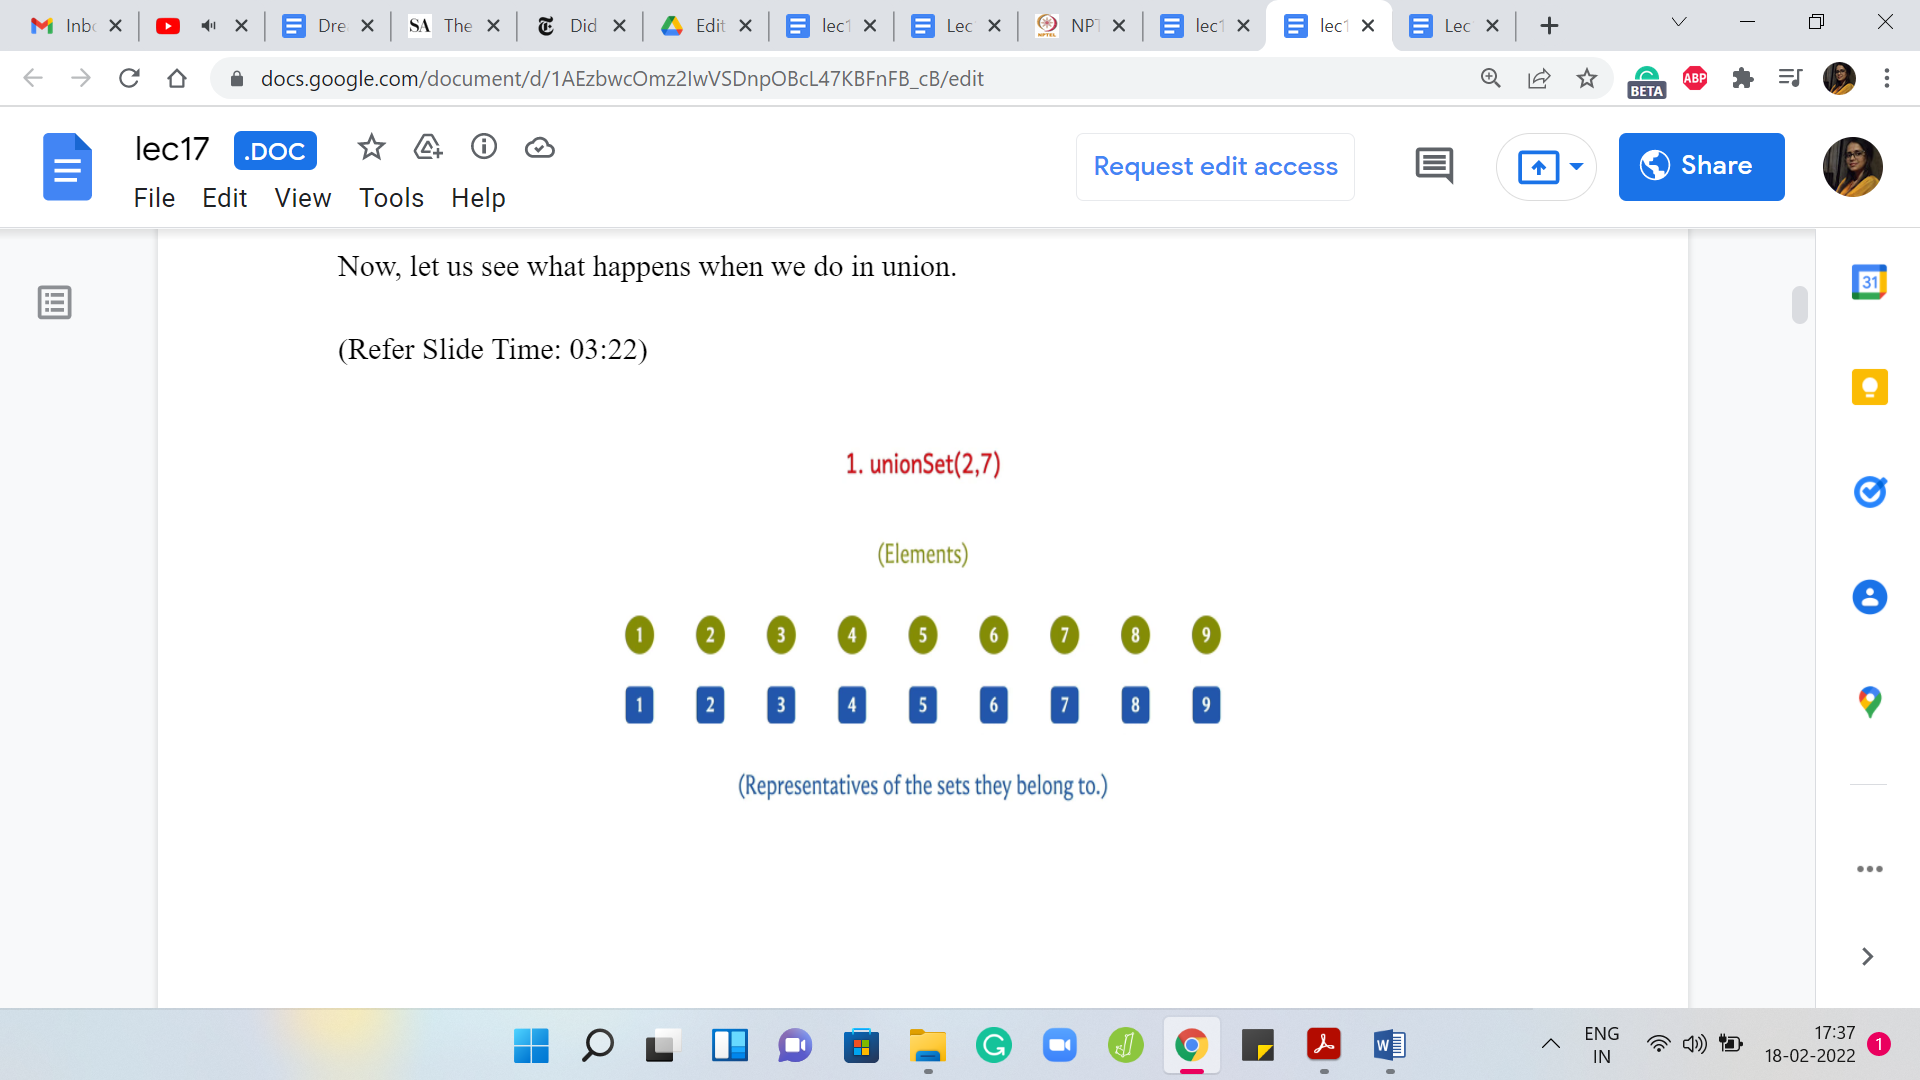 Inbc
Dre
SA The
Did
Edit
lec1
Lec
NPT
lec1
lec1
Lec
docs.google.com/document/d/1AEzbwcOmz2IwVSDnpOBcL47KBFnFB_cB/edit
BETA
ABP
lec17 .DOC
Request edit access
Share
File Edit View Tools Help
31
Now, let us see what happens when we do in union.
(Refer Slide Time: 03:22)
1. unionSet(2,7)
(Elements)
1 2 3 4 5 6 7 8 9
1 2 3 4 5 6 7 8 9
(Representatives of the sets they belong to.)
ENG
IN
17:37
18-02-2022
1